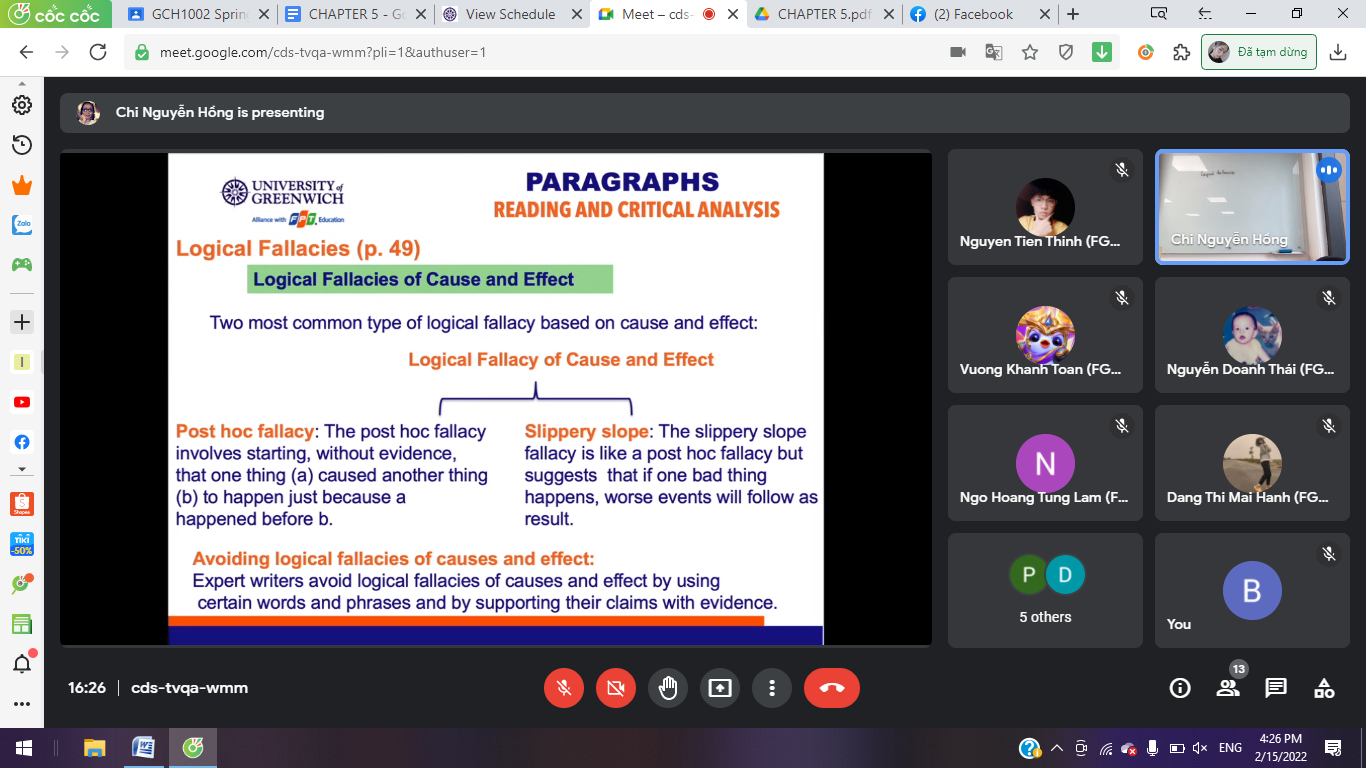 cốc cốc
GCH1002 Sprin
CHAPTER 5 - Go
View Schedule
Meet – cds-
CHAPTER 5.pdf
(2) Facebook
meet.google.com/cds-tvqa-wmm?pli=1&authuser=1
Đã tạm dừng
Chi Nguyễn Hồng is presenting
UNIVERSITY of
GREENWICH
Alliance with FPT Education
PARAGRAPHS
READING AND CRITICAL ANALYSIS
Logical Fallacies (p. 49)
Logical Fallacies of Cause and Effect
Two most common type of logical fallacy based on cause and effect:
Logical Fallacy of Cause and Effect
Post hoc fallacy: The post hoc fallacy
involves starting, without evidence,
that one thing (a) caused another thing
(b) to happen just because a
happened before b.
Slippery slope: The slippery slope
fallacy is like a post hoc fallacy but
suggests that if one bad thing
happens, worse events will follow as
result.
Avoiding logical fallacies of causes and effect:
Expert writers avoid logical fallacies of causes and effect by using
certain words and phrases and by supporting their claims with evidence.
Nguyen Tien Thinh (FG...
Chi Nguyễn Hồng
Vuong Khanh Toan (FG...
Nguyễn Doanh Thái (FG...
N
Ngo Hoang Tung Lam (F...
Dang Thi Mai Hanh (FG...
P
D
5 others
B
You
Zalo
I
Shopee
TIKI
-50%
16:26
cds-tvqa-wmm
13
ENG
4:26 PM
2/15/2022